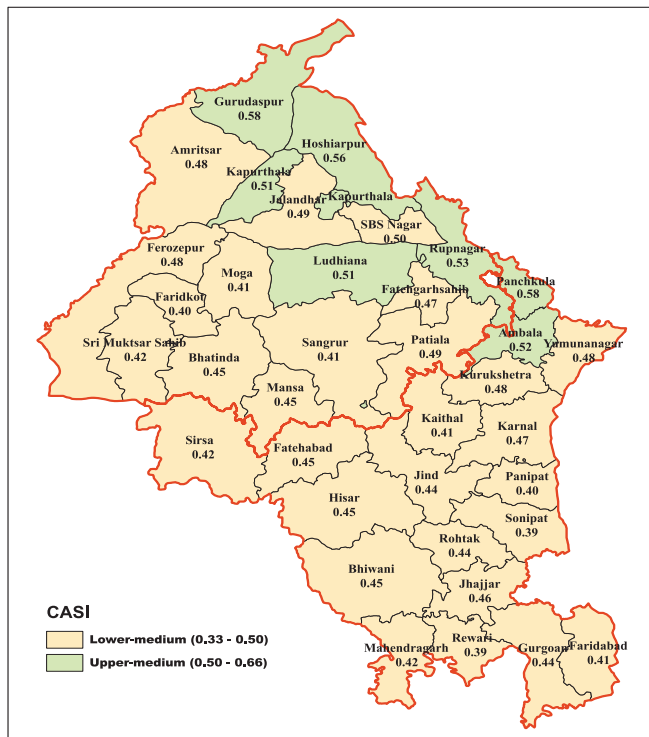 Gurudaspur
0.58
Hoshiarpur
0.56
Amritsar
0.48
Kapurthala
0.51
Kapurthala
Jalandhar
0.49
SBS Nagar
0.50
Ferozepur
0.48
Moga
0.41
Ludhiana
0.51
Rupnagar
0.53
Panchkula
0.58
Fatehgarhsahib
0.47
Faridkot
0.40
Sri Muktsar Sahib
0.42
Bhatinda
0.45
Sangrur
0.41
Patiala
0.49
Ambala
0.52
Yamunanagar
0.48
Kurukshetra
0.48
Mansa
0.45
Kaithal
0.41
Karnal
0.47
Sirsa
0.42
Fatehabad
0.45
Jind
0.44
Panipat
0.40
Hisar
0.45
Sonipat
0.39
Rohtak
0.44
Bhiwani
0.45
Jhajjar
0.46
Mahendragarh
0.42
Rewari
0.39
Gurgoan
0.44
Faridabad
0.41
CASI
Lower-medium (0.33 - 0.50)
Upper-medium (0.50 - 0.66)